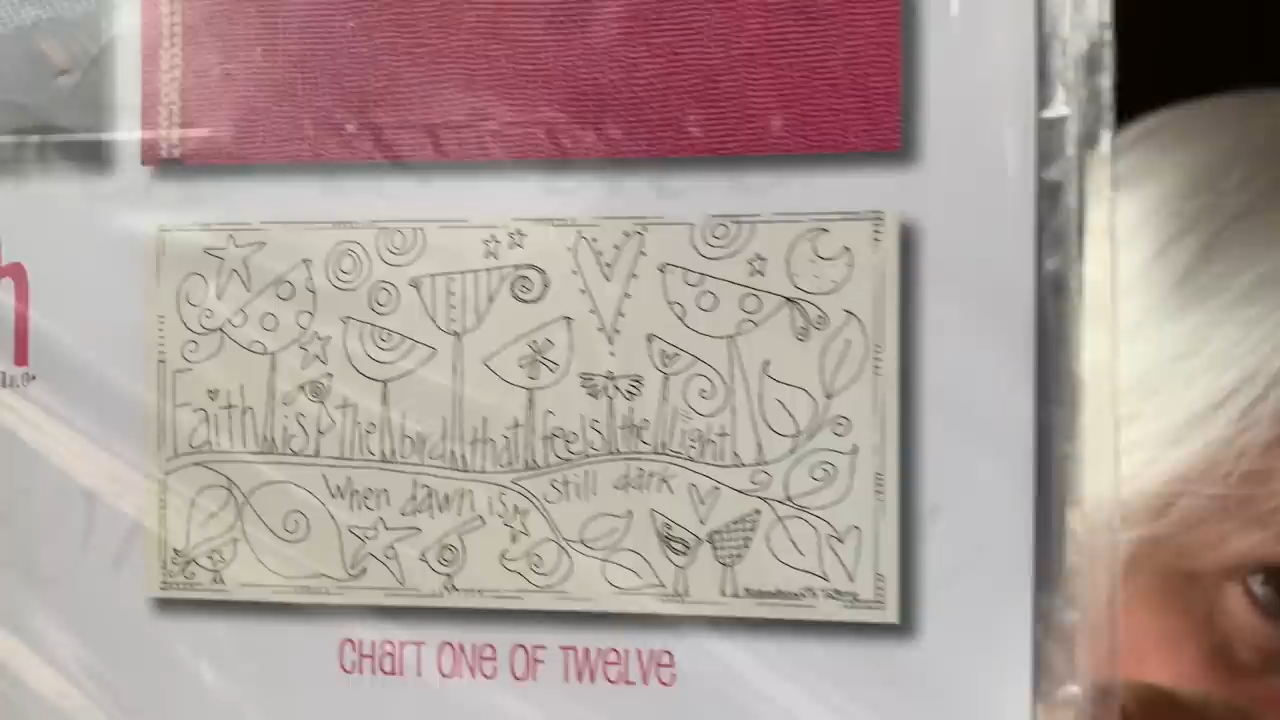 Faith is the bird that feels the Light
When dawn is still dark
CHART ONE OF TWELVE